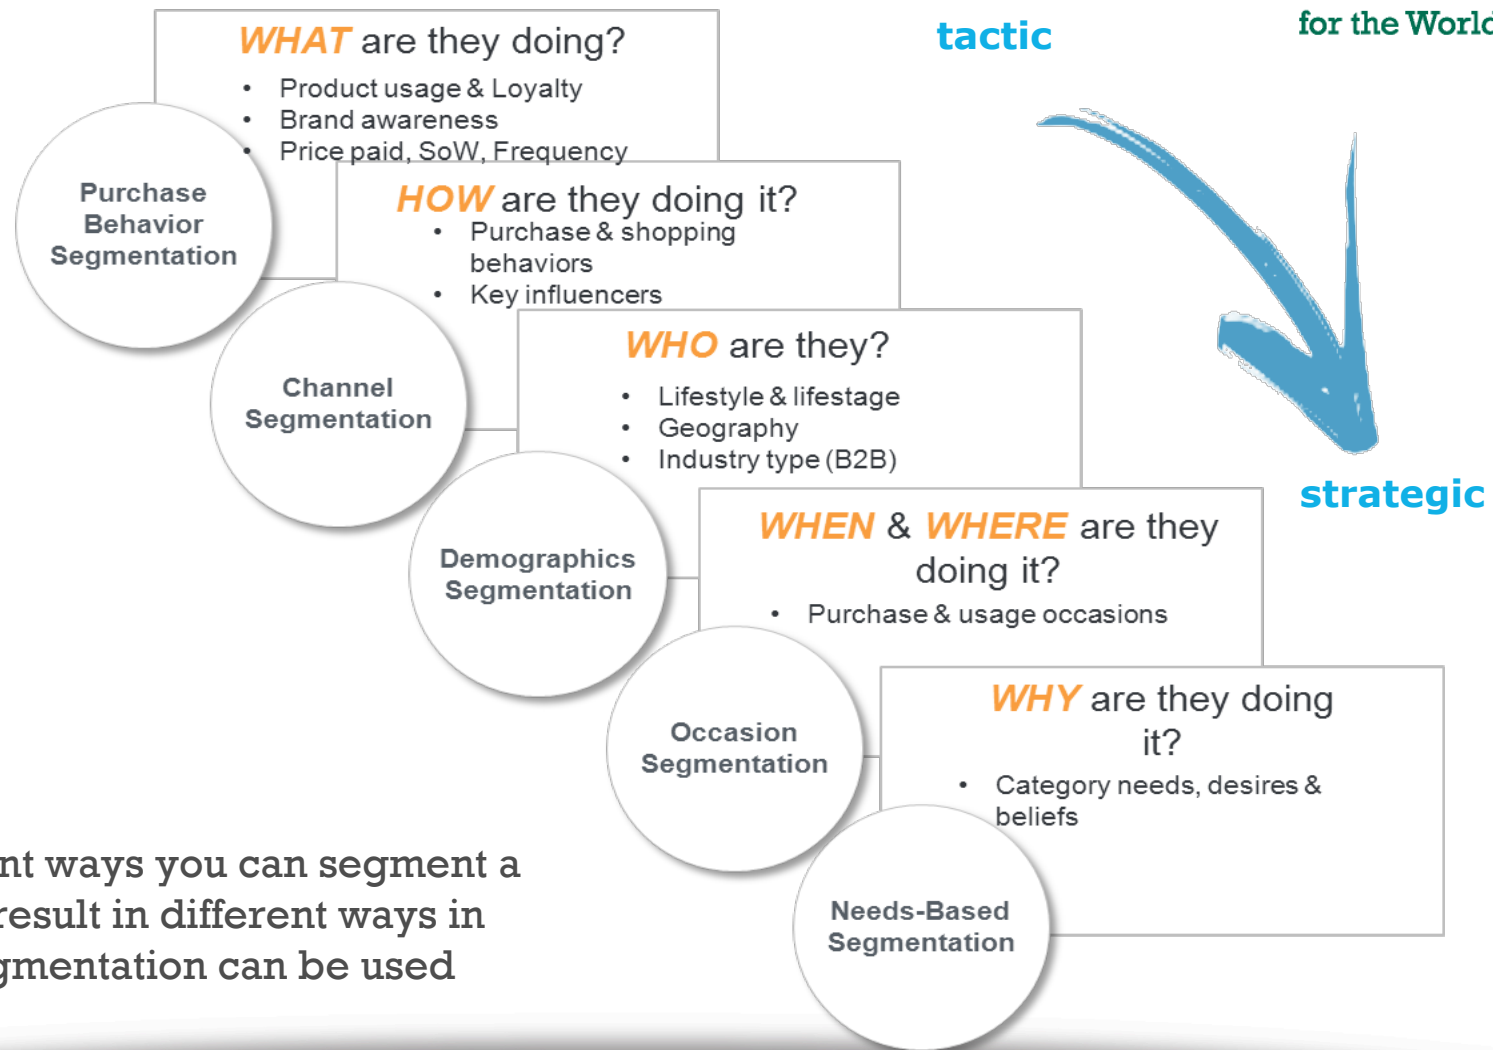 tactic
for the World
WHAT are they doing?
• Product usage & Loyalty
• Brand awareness
• Price paid, SoW, Frequency
Purchase
Behavior
Segmentation
HOW are they doing it?
• Purchase & shopping
behaviors
• Key influencers
Channel
Segmentation
WHO are they?
• Lifestyle & lifestage
• Geography
• Industry type (B2B)
strategic
Demographics
Segmentation
WHEN & WHERE are they
doing it?
• Purchase & usage occasions
Occasion
Segmentation
WHY are they doing
it?
• Category needs, desires &
beliefs
Needs-Based
Segmentation
ways you can segment a
result in different ways in
can be used